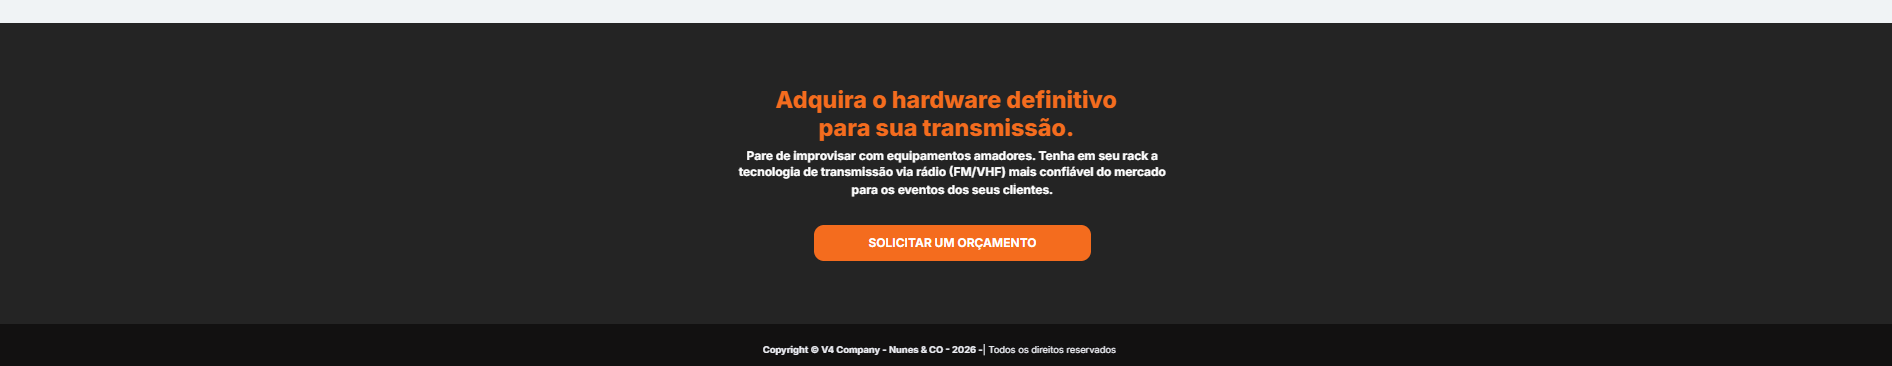 Adquira o hardware definitivo
para sua transmissão.
Pare de improvisar com equipamentos amadores. Tenha em seu rack a
tecnologia de transmissão via rádio (FM/VHF) mais confiável do mercado
para os eventos dos seus clientes.
SOLICITAR UM ORÇAMENTO
Copyright © V4 Company - Nunes & CO - 2026 -| Todos os direitos reservados